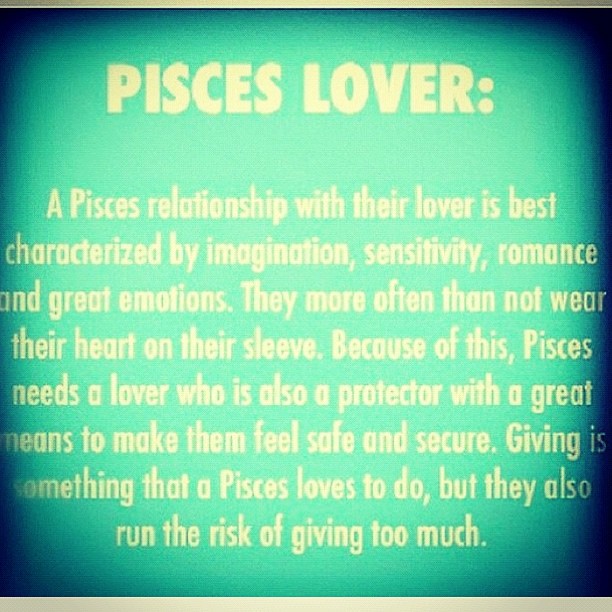 PISCES LOVER:
A Pisces relationship with their lover is best
characterized by imagination, sensitivity, romance
and great emotions. They more often than not wear
their heart on their sleeve. Because of this, Pisces
needs a lover who is also a protector with a great
means to make them feel safe and secure. Giving is
something that a Pisces loves to do, but they also
run the risk of giving too much.